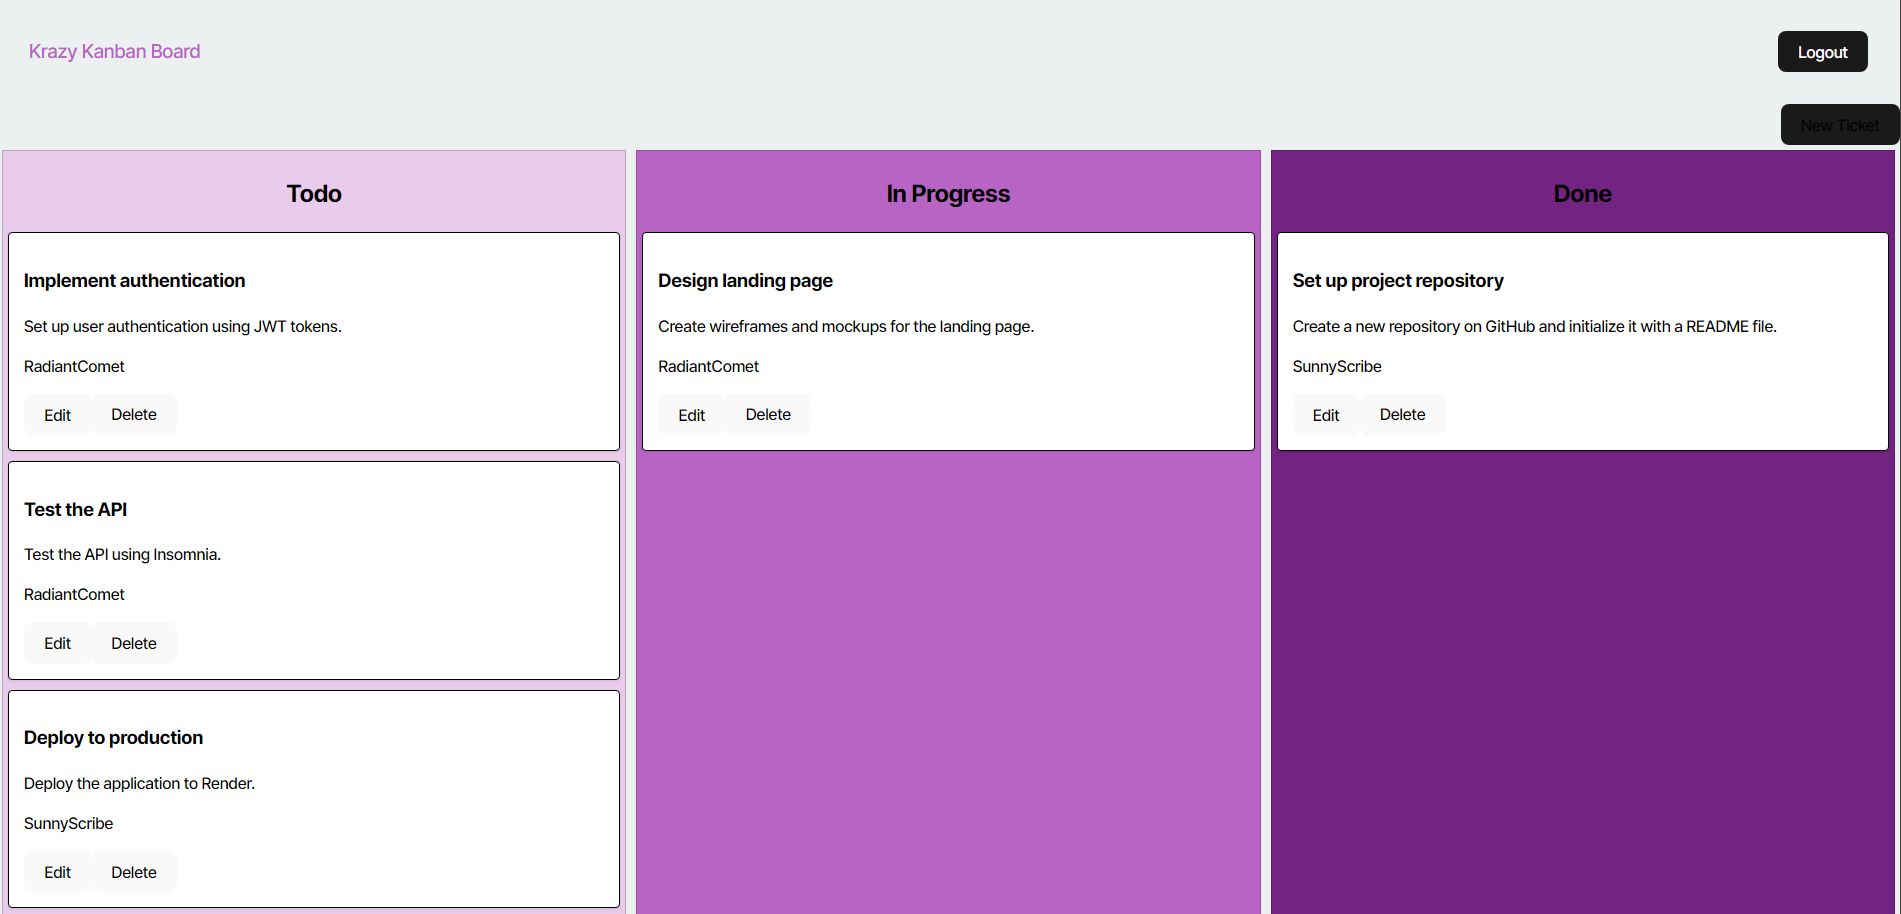 Krazy Kanban Board
Logout
New Ticket
Todo
Implement authentication
Set up user authentication using JWT tokens.
RadiantComet
Edit Delete
Test the API
Test the API using Insomnia.
RadiantComet
Edit Delete
Deploy to production
Deploy the application to Render.
SunnyScribe
Edit Delete
In Progress
Design landing page
Create wireframes and mockups for the landing page.
RadiantComet
Edit Delete
Done
Set up project repository
Create a new repository on GitHub and initialize it with a README file.
SunnyScribe
Edit Delete